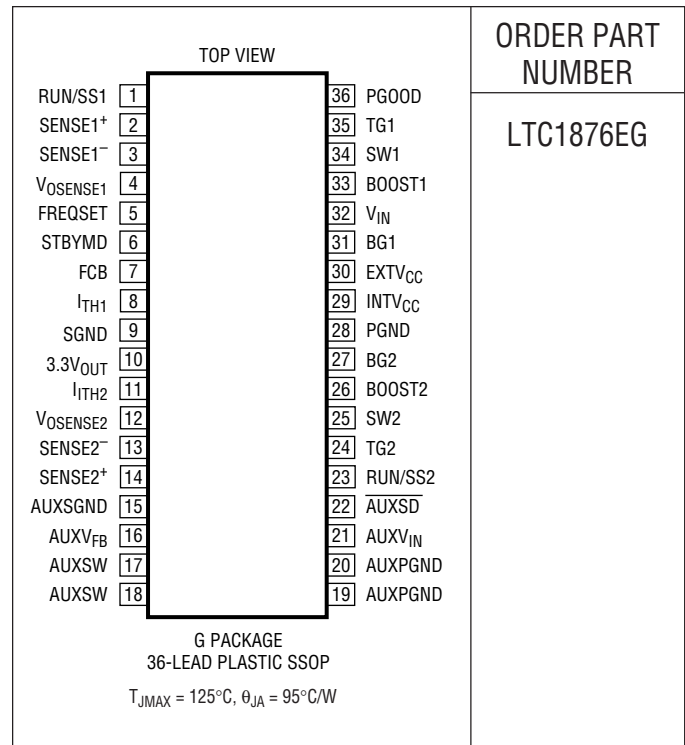 TOP VIEW
RUN/SS1 1
SENSE1+ 2
SENSE1– 3
VOSENSE1 4
FREQSET 5
STBYMD 6
FCB 7
ITH1 8
SGND 9
3.3VOUT 10
IITH2 11
VOSENSE2 12
SENSE2– 13
SENSE2+ 14
AUXSGND 15
AUXVFB 16
AUXSW 17
AUXSW 18
36 PGOOD
35 TG1
34 SW1
33 BOOST1
32 VIN
31 BG1
30 EXTVCC
29 INTVCC
28 PGND
27 BG2
26 BOOST2
25 SW2
24 TG2
23 RUN/SS2
22 AUXSD
21 AUXVIN
20 AUXPGND
19 AUXPGND
G PACKAGE
36-LEAD PLASTIC SSOP
TJMAX = 125°C, θJA = 95°C/W
ORDER PART
NUMBER
LTC1876EG